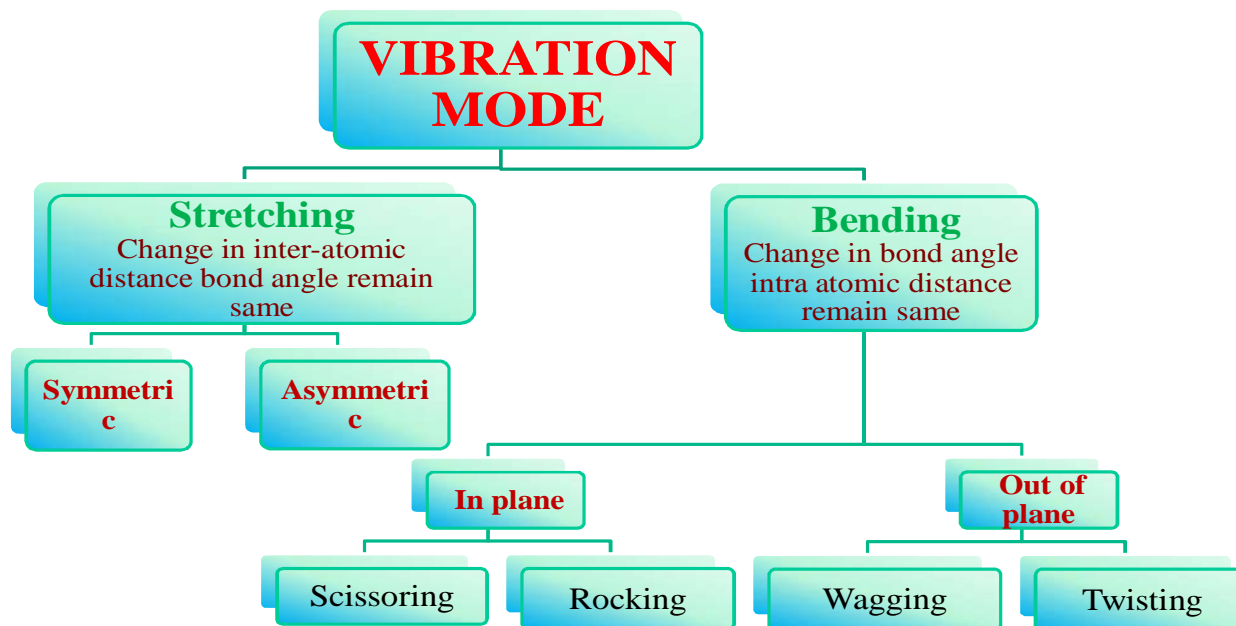 VIBRATION
MODE
Stretching
Change in inter-atomic
distance bond angle remain
same
Bending
Change in bond angle
intra atomic distance
remain same
Symmetri
c
Asymmetri
c
In plane
Out of
plane
Scissoring
Rocking
Wagging
Twisting